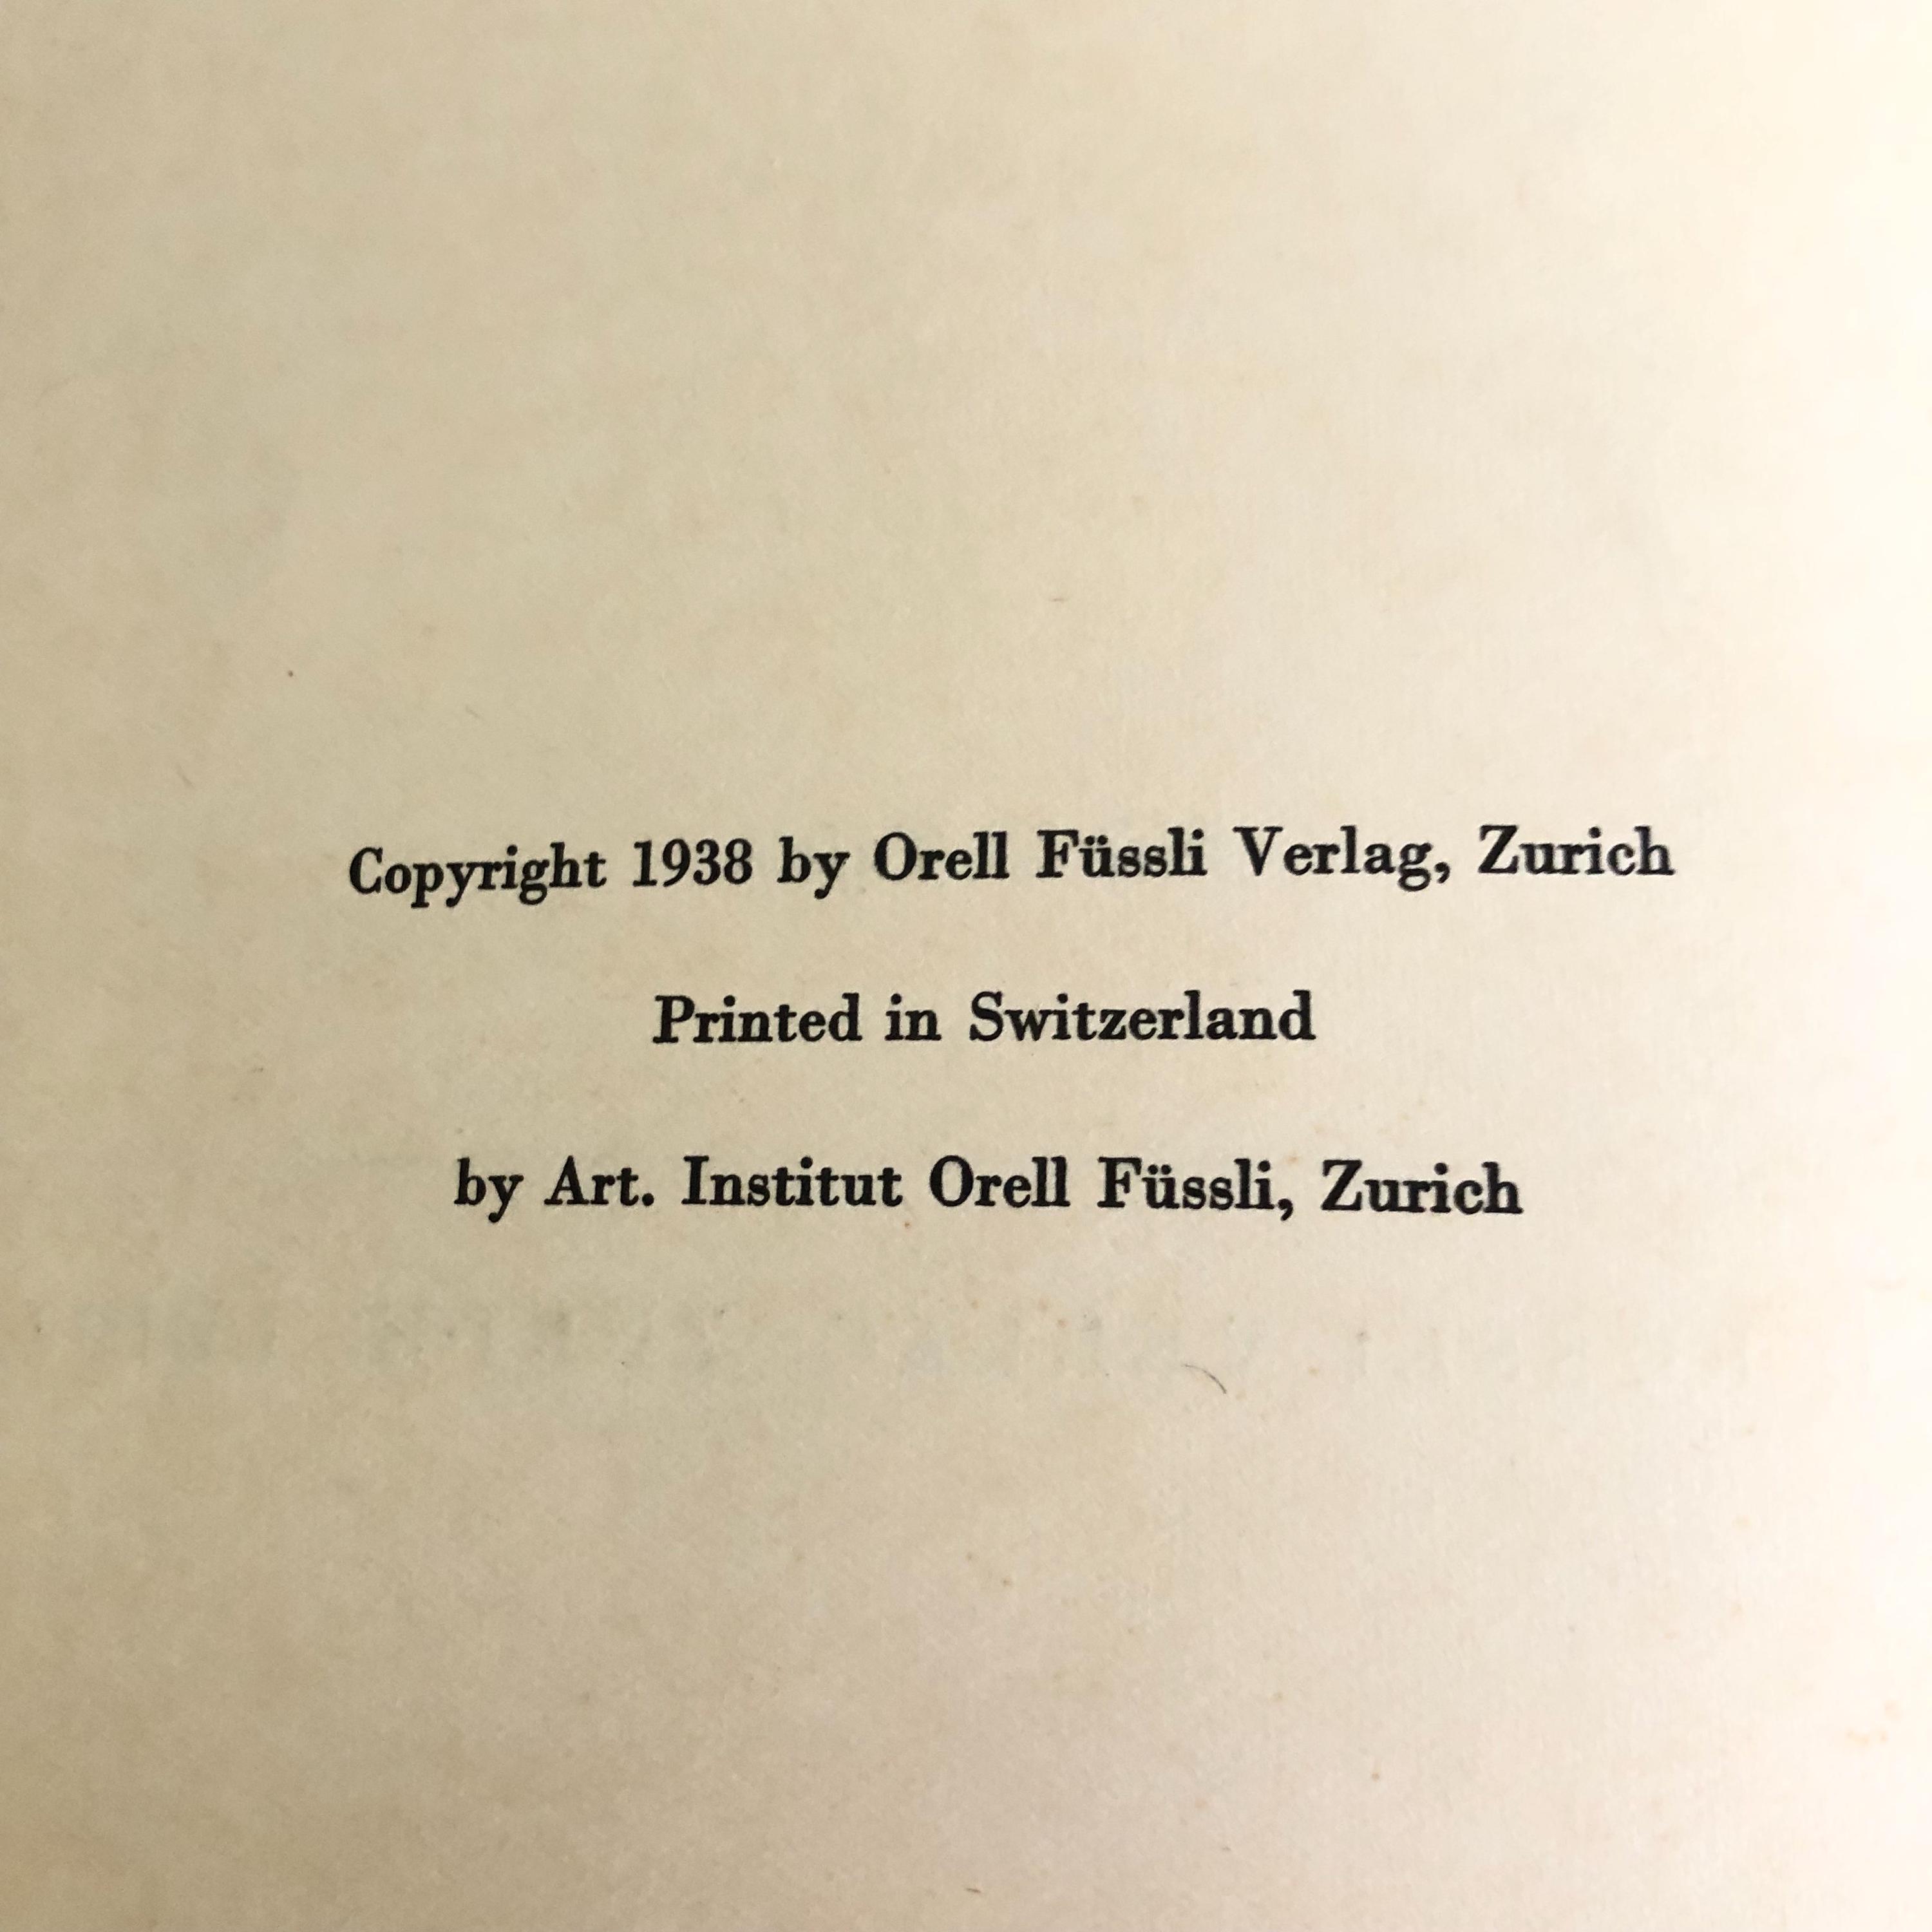 Copyright 1938 by Orell Füssli Verlag, Zurich
Printed in Switzerland
by Art. Institut Orell Füssli, Zurich